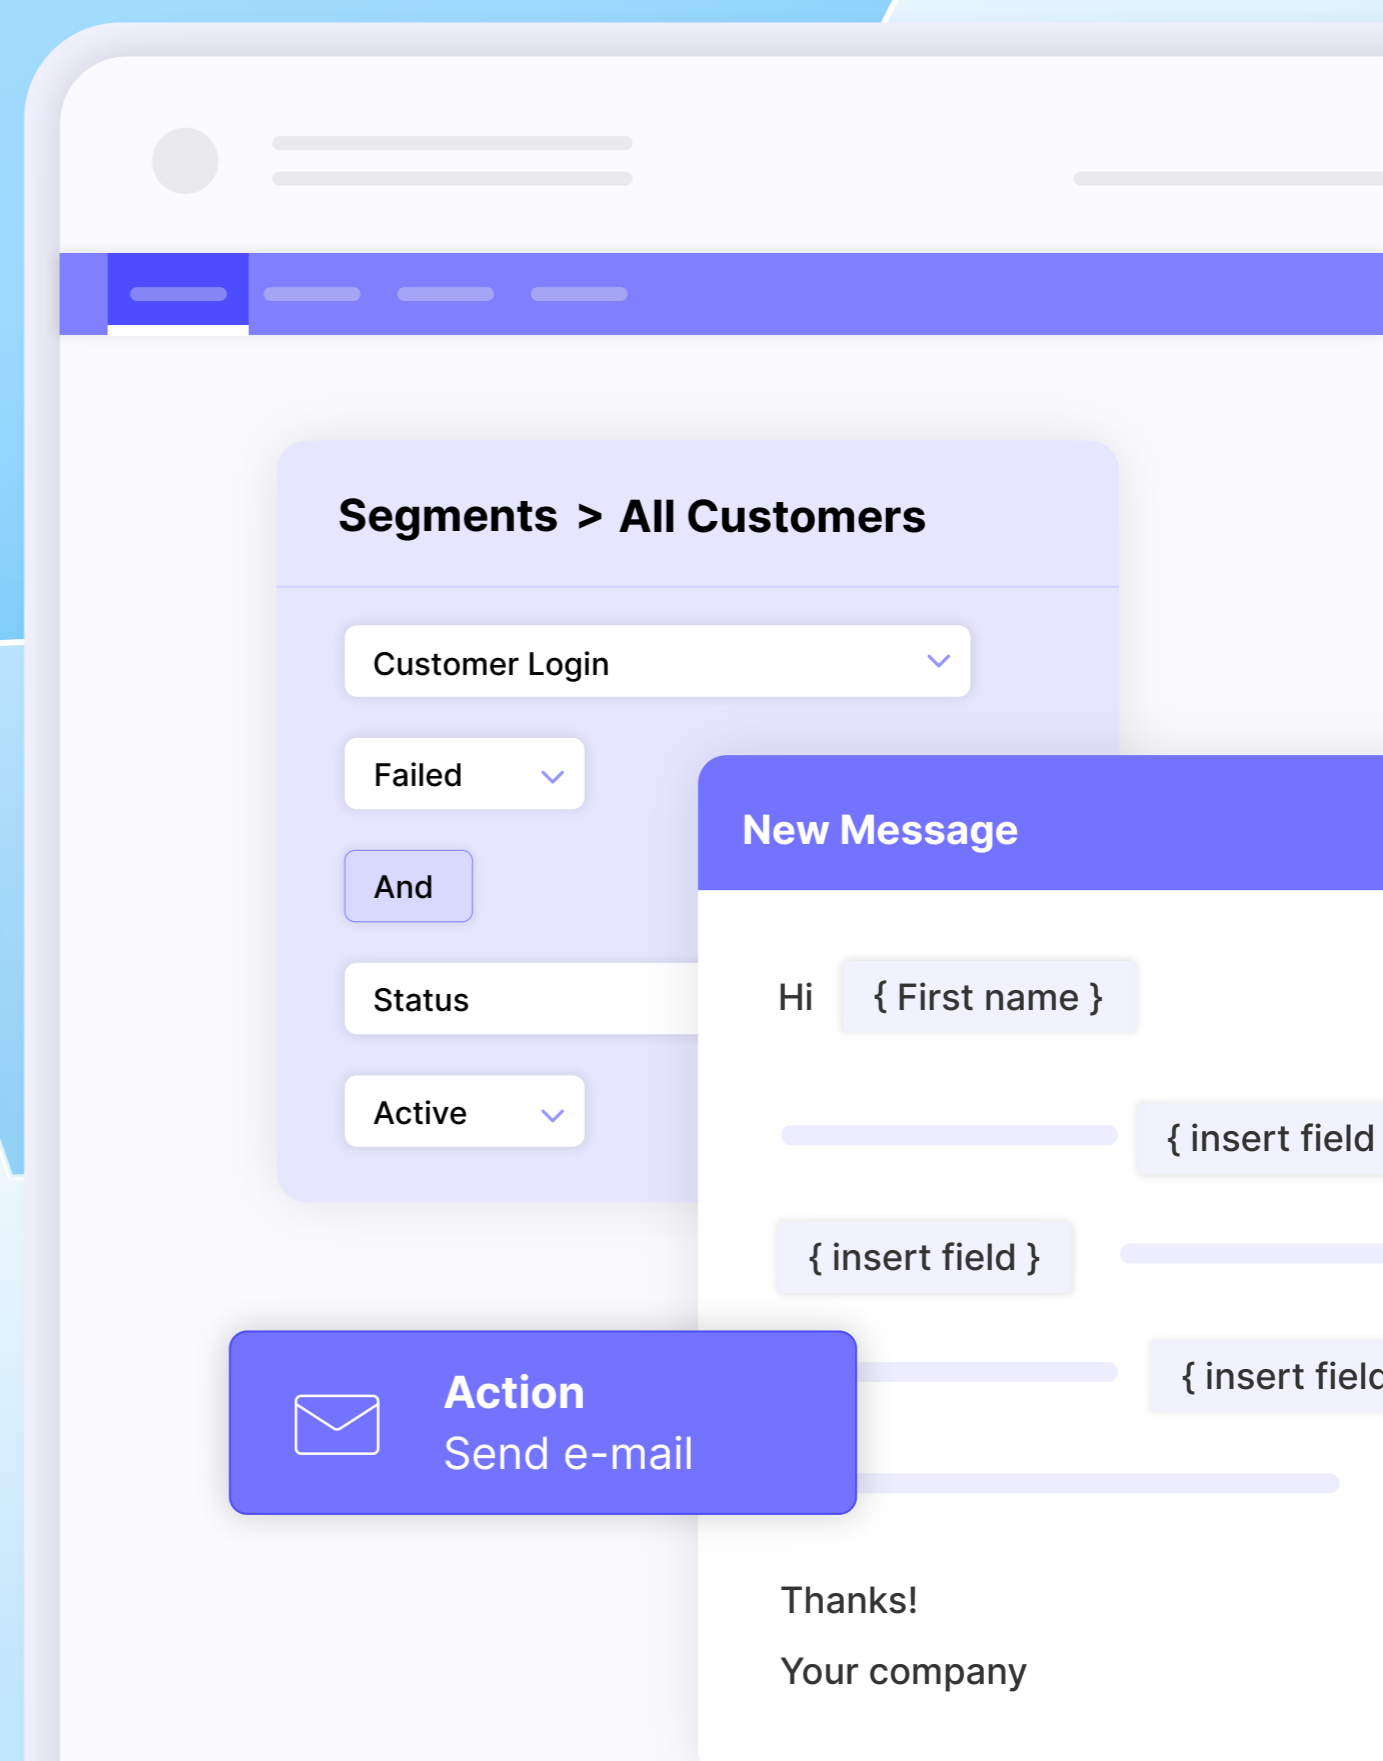 Segments > All Customers
Customer Login
Failed
And
Status
Active
New Message
Hi { First name }
{ insert field
{ insert field }
{ insert field
Action
Send e-mail
Thanks!
Your company